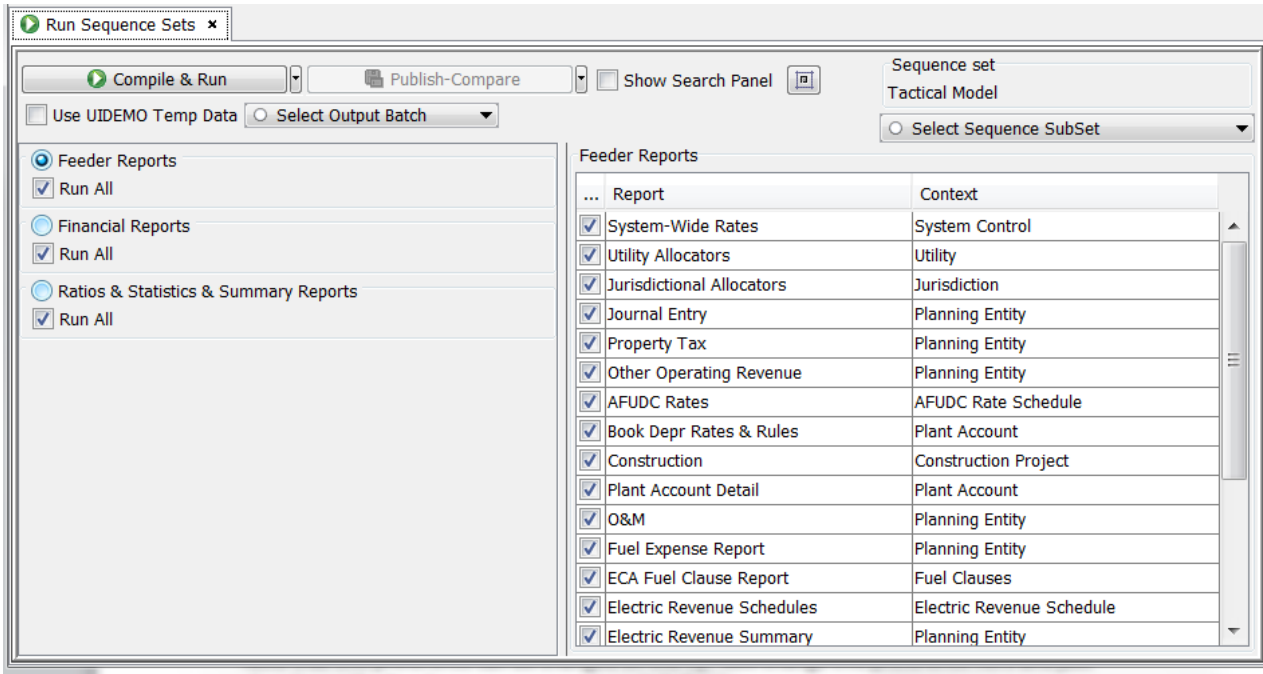 Run Sequence Sets ×
Compile & Run
Publish-Compare
Show Search Panel
Sequence set
Tactical Model
Use UIDEMO Temp Data
Select Output Batch
Select Sequence SubSet
Feeder Reports
Run All
Financial Reports
Run All
Ratios & Statistics & Summary Reports
Run All
Feeder Reports
... Report Context
System-Wide Rates System Control
Utility Allocators Utility
Jurisdictional Allocators Jurisdiction
Journal Entry Planning Entity
Property Tax Planning Entity
Other Operating Revenue Planning Entity
AFUDC Rates AFUDC Rate Schedule
Book Depr Rates & Rules Plant Account
Construction Construction Project
Plant Account Detail Plant Account
O&M Planning Entity
Fuel Expense Report Planning Entity
ECA Fuel Clause Report Fuel Clauses
Electric Revenue Schedules Electric Revenue Schedule
Electric Revenue Summary Planning Entity